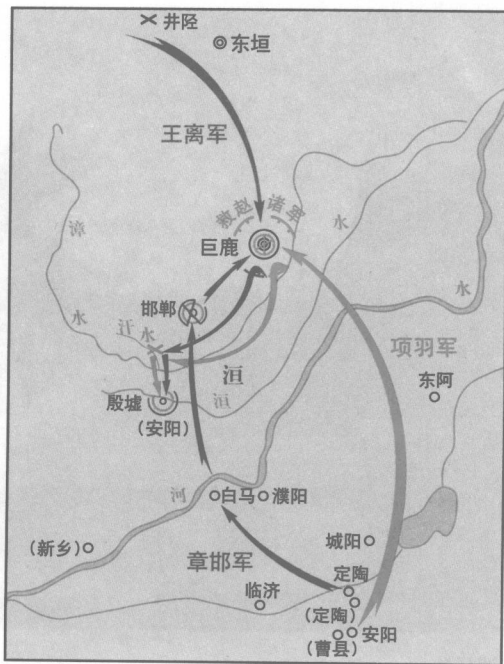 井陉
东垣
王离军
救赵诸军
漳
水
水
巨鹿
邯郸
汙水
水
项羽军
洹
洹
东阿
殷墟
(安阳)
河
白马
濮阳
(新乡)
城阳
章邯军
定陶
临济
(定陶)
安阳
(曹县)